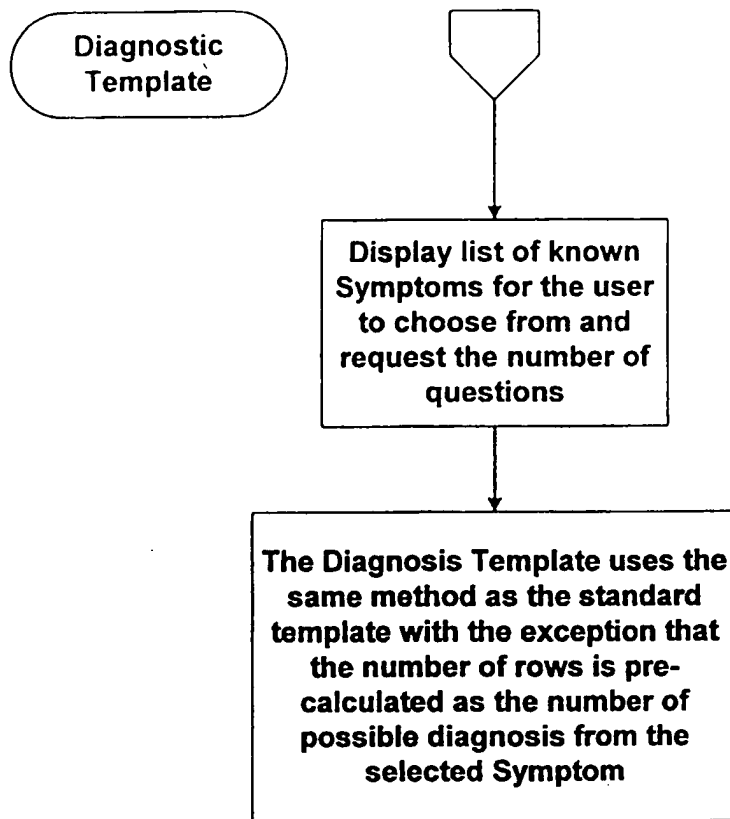 Diagnostic
Template
Display list of known
Symptoms for the user
to choose from and
request the number of
questions
The Diagnosis Template uses the
same method as the standard
template with the exception that
the number of rows is pre-
calculated as the number of
possible diagnosis from the
selected Symptom